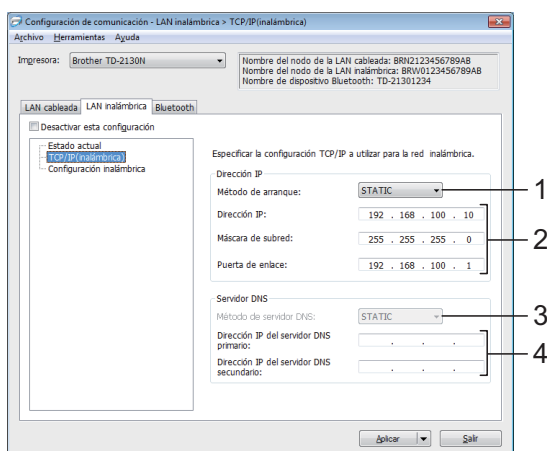 Configuración de comunicación - LAN inalámbrica > TCP/IP(inalámbrica)
Archivo Herramientas Ayuda
Impresora: Brother TD-2130N
Nombre del nodo de la LAN cableada: BRN2123456789AB
Nombre del nodo de la LAN inalámbrica: BRW0123456789AB
Nombre de dispositivo Bluetooth: TD-21301234
LAN cableada LAN inalámbrica Bluetooth
Desactivar esta configuración
Estado actual
TCP/IP(inalámbrica)
Configuración inalámbrica
Especificar la configuración TCP/IP a utilizar para la red inalámbrica.
Dirección IP
Método de arranque: STATIC 1
Dirección IP: 192 . 168 . 100 . 10
Máscara de subred: 255 . 255 . 255 . 0 2
Puerta de enlace: 192 . 168 . 100 . 1
Servidor DNS
Método de servidor DNS: STATIC 3
Dirección IP del servidor DNS
primario: . . .
4
Dirección IP del servidor DNS
secundario: . . .
Aplicar Salir